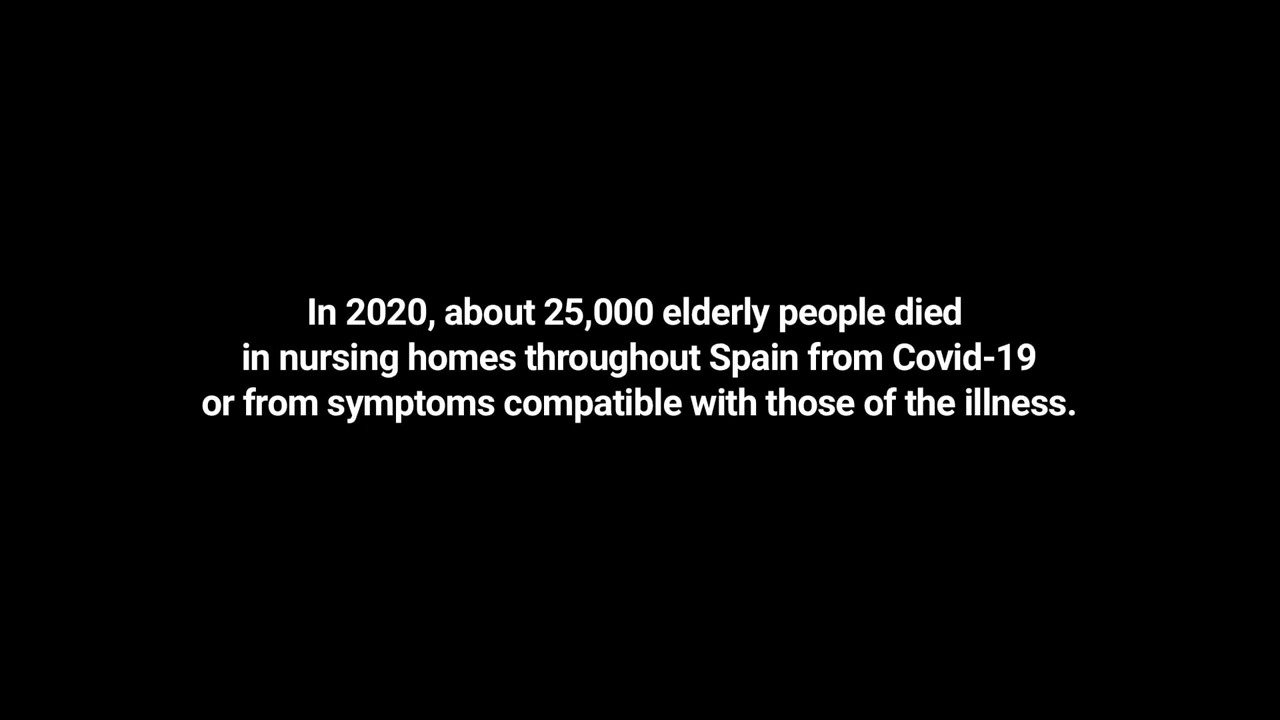 In 2020, about 25,000 elderly people died
in nursing homes throughout Spain from Covid-19
or from symptoms compatible with those of the illness.